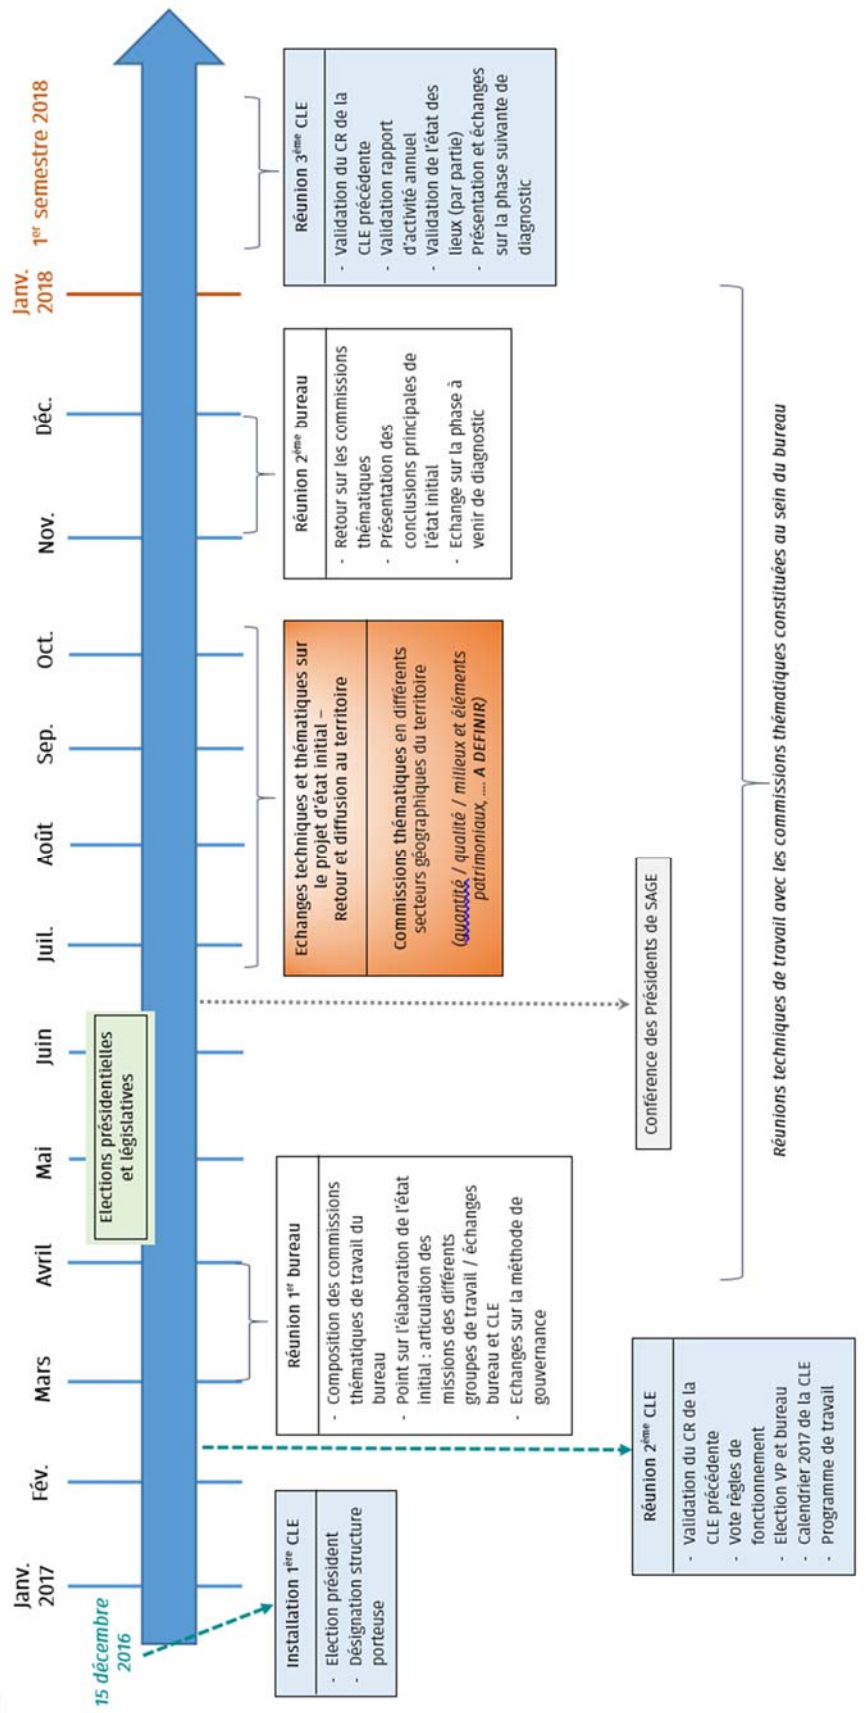 15 décembre
2016
Janv.
2017
Fév.
Mars
Avril
Mai
Juin
Juil.
Août
Sep.
Oct.
Nov.
Déc.
Janv.
2018
1er semestre 2018
Elections présidentielles
et législatives
Installation 1ère CLE
- Election président
- Désignation structure
porteuse
Réunion 2ème CLE
- Validation du CR de la
CLE précédente
- Vote règles de
fonctionnement
- Election VP et bureau
- Calendrier 2017 de la CLE
- Programme de travail
Réunion 1er bureau
- Composition des commissions
thématiques de travail du
bureau
- Point sur l'élaboration de l'état
initial : articulation des
missions des différents
groupes de travail / échanges
bureau et CLE
- Echanges sur la méthode de
gouvernance
Conférence des Présidents de SAGE
Echanges techniques et thématiques sur
le projet d'état initial –
Retour et diffusion au territoire
Commissions thématiques en différents
secteurs géographiques du territoire
(quantité / qualité / milieux et éléments
patrimoniaux, .... A DEFINIR)
Réunion 2ème bureau
- Retour sur les commissions
thématiques
- Présentation des
conclusions principales de
l'état initial
- Echange sur la phase à
venir de diagnostic
Réunion 3ème CLE
- Validation du CR de la
CLE précédente
- Validation rapport
d'activité annuel
- Validation de l'état des
lieux (par partie)
- Présentation et échanges
sur la phase suivante de
diagnostic
Réunions techniques de travail avec les commissions thématiques constituées au sein du bureau